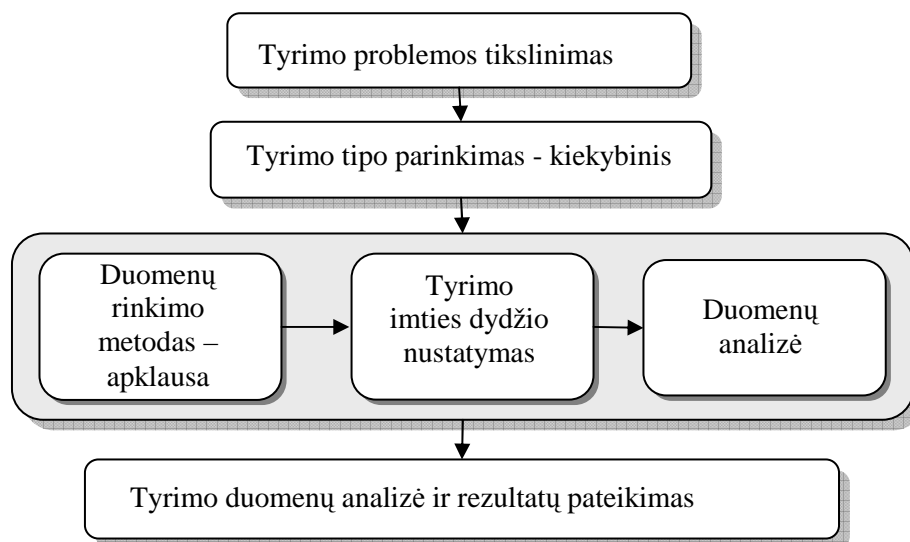 Tyrimo problemos tikslinimas
Tyrimo tipo parinkimas - kiekybinis
Duomenų
rinkimo
metodas –
apklausa
Tyrimo
imties dydžio
nustatymas
Duomenų
analizė
Tyrimo duomenų analizė ir rezultatų pateikimas